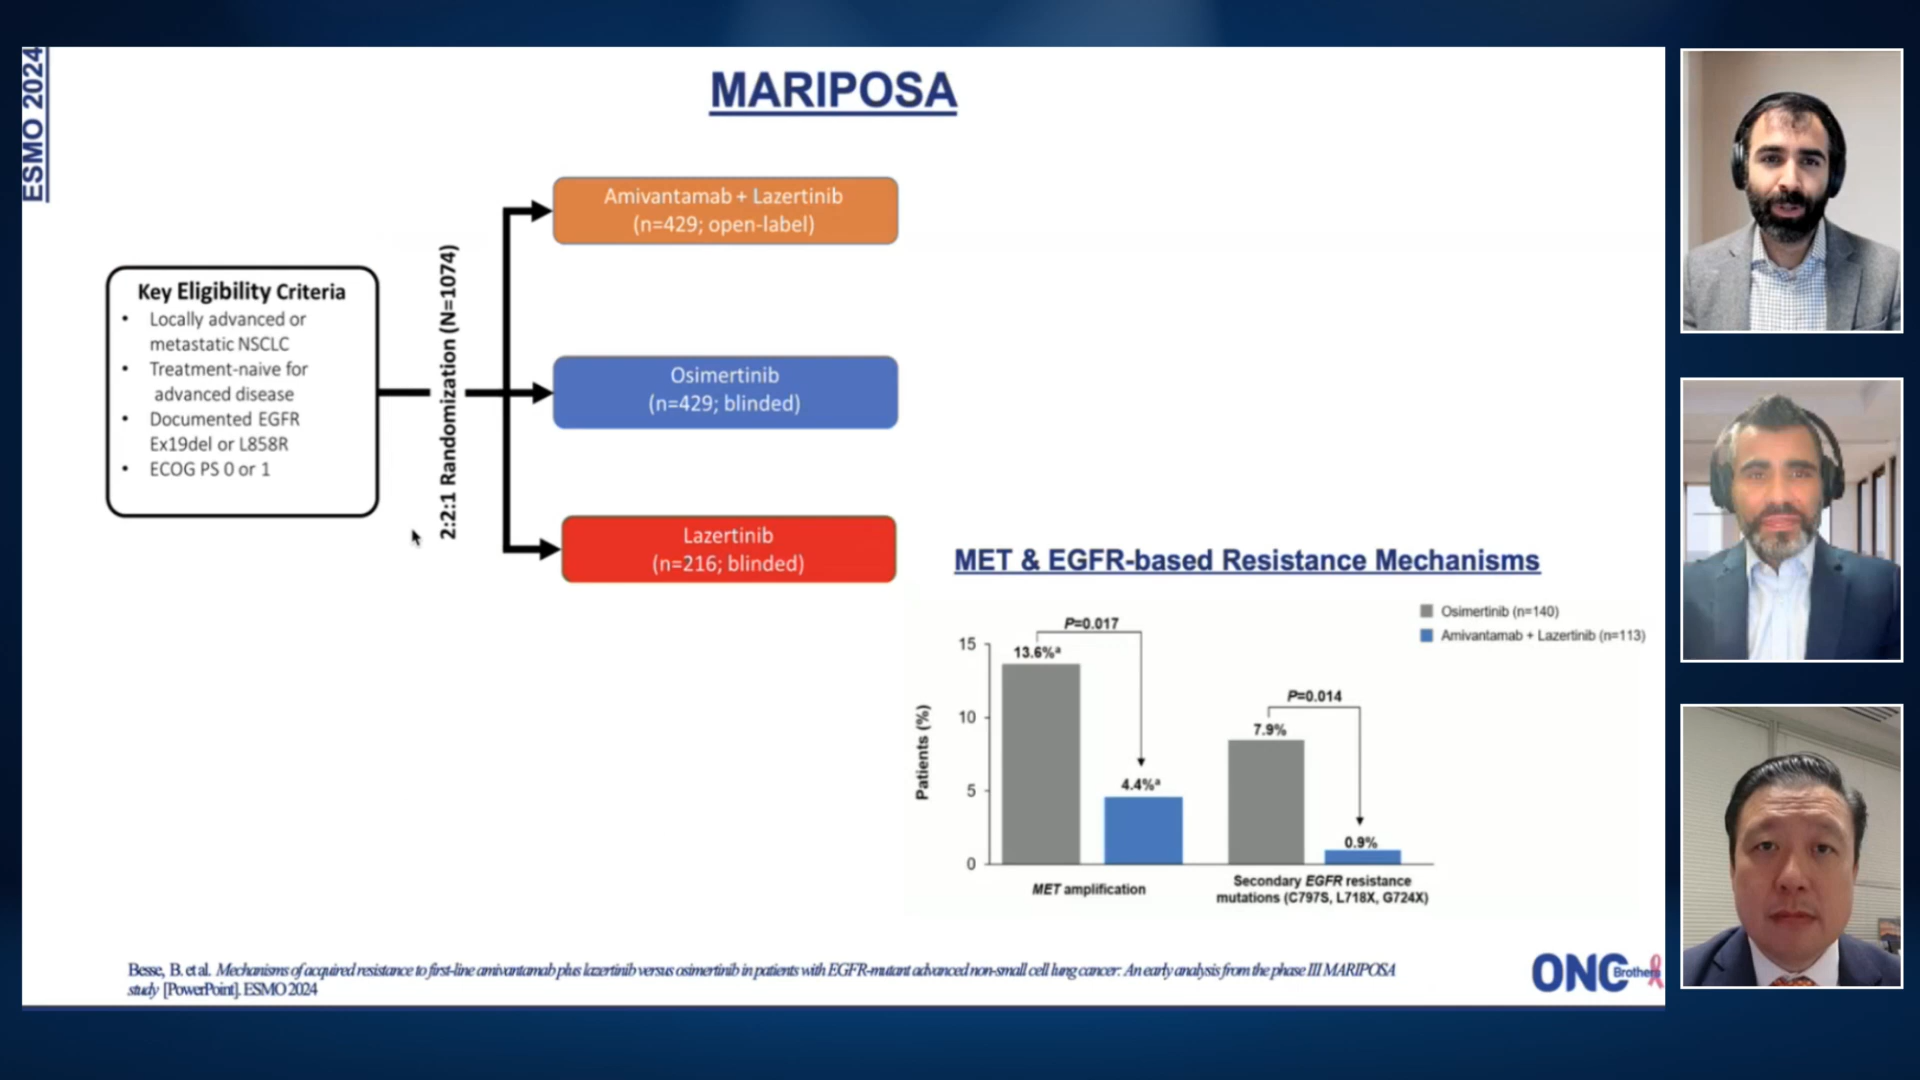 ESMO 2024
MARIPOSA
Key Eligibility Criteria
• Locally advanced or
metastatic NSCLC
• Treatment-naive for
advanced disease
• Documented EGFR
Ex19del or L858R
• ECOG PS 0 or 1
2:2:1 Randomization (N=1074)
Amivantamab + Lazertinib
(n=429; open-label)
Osimertinib
(n=429; blinded)
Lazertinib
(n=216; blinded)
MET & EGFR-based Resistance Mechanisms
Osimertinib (n=140)
Amivantamab + Lazertinib (n=113)
Patients (%)
15
10
5
0
P=0.017
13.6%ª
4.4%ª
P=0.014
7.9%
0.9%
MET amplification
Secondary EGFR resistance
mutations (C797S, L718X, G724X)
Besse, B. et al. Mechanisms of acquired resistance to first-line amivantamab plus lazertinib versus osimertinib in patients with EGFR-mutant advanced non-small cell lung cancer: An early analysis from the phase III MARIPOSA
study [PowerPoint]. ESMO 2024
ONC Brothers